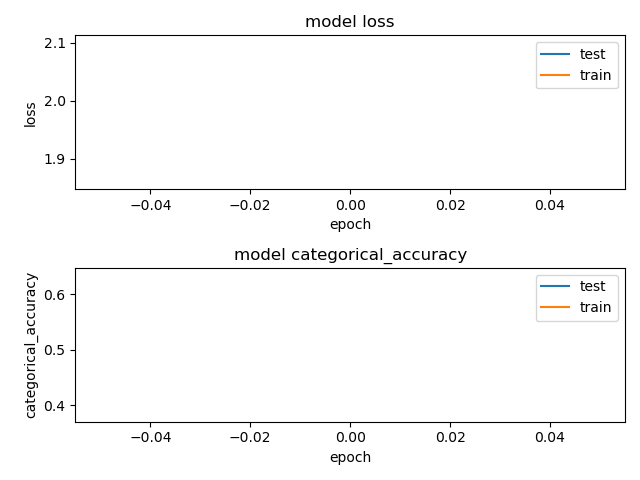 model loss
2.1
2.0
1.9
loss
test
train
−0.04 −0.02 0.00 0.02 0.04
epoch
model categorical_accuracy
0.6
0.5
0.4
categorical_accuracy
test
train
−0.04 −0.02 0.00 0.02 0.04
epoch